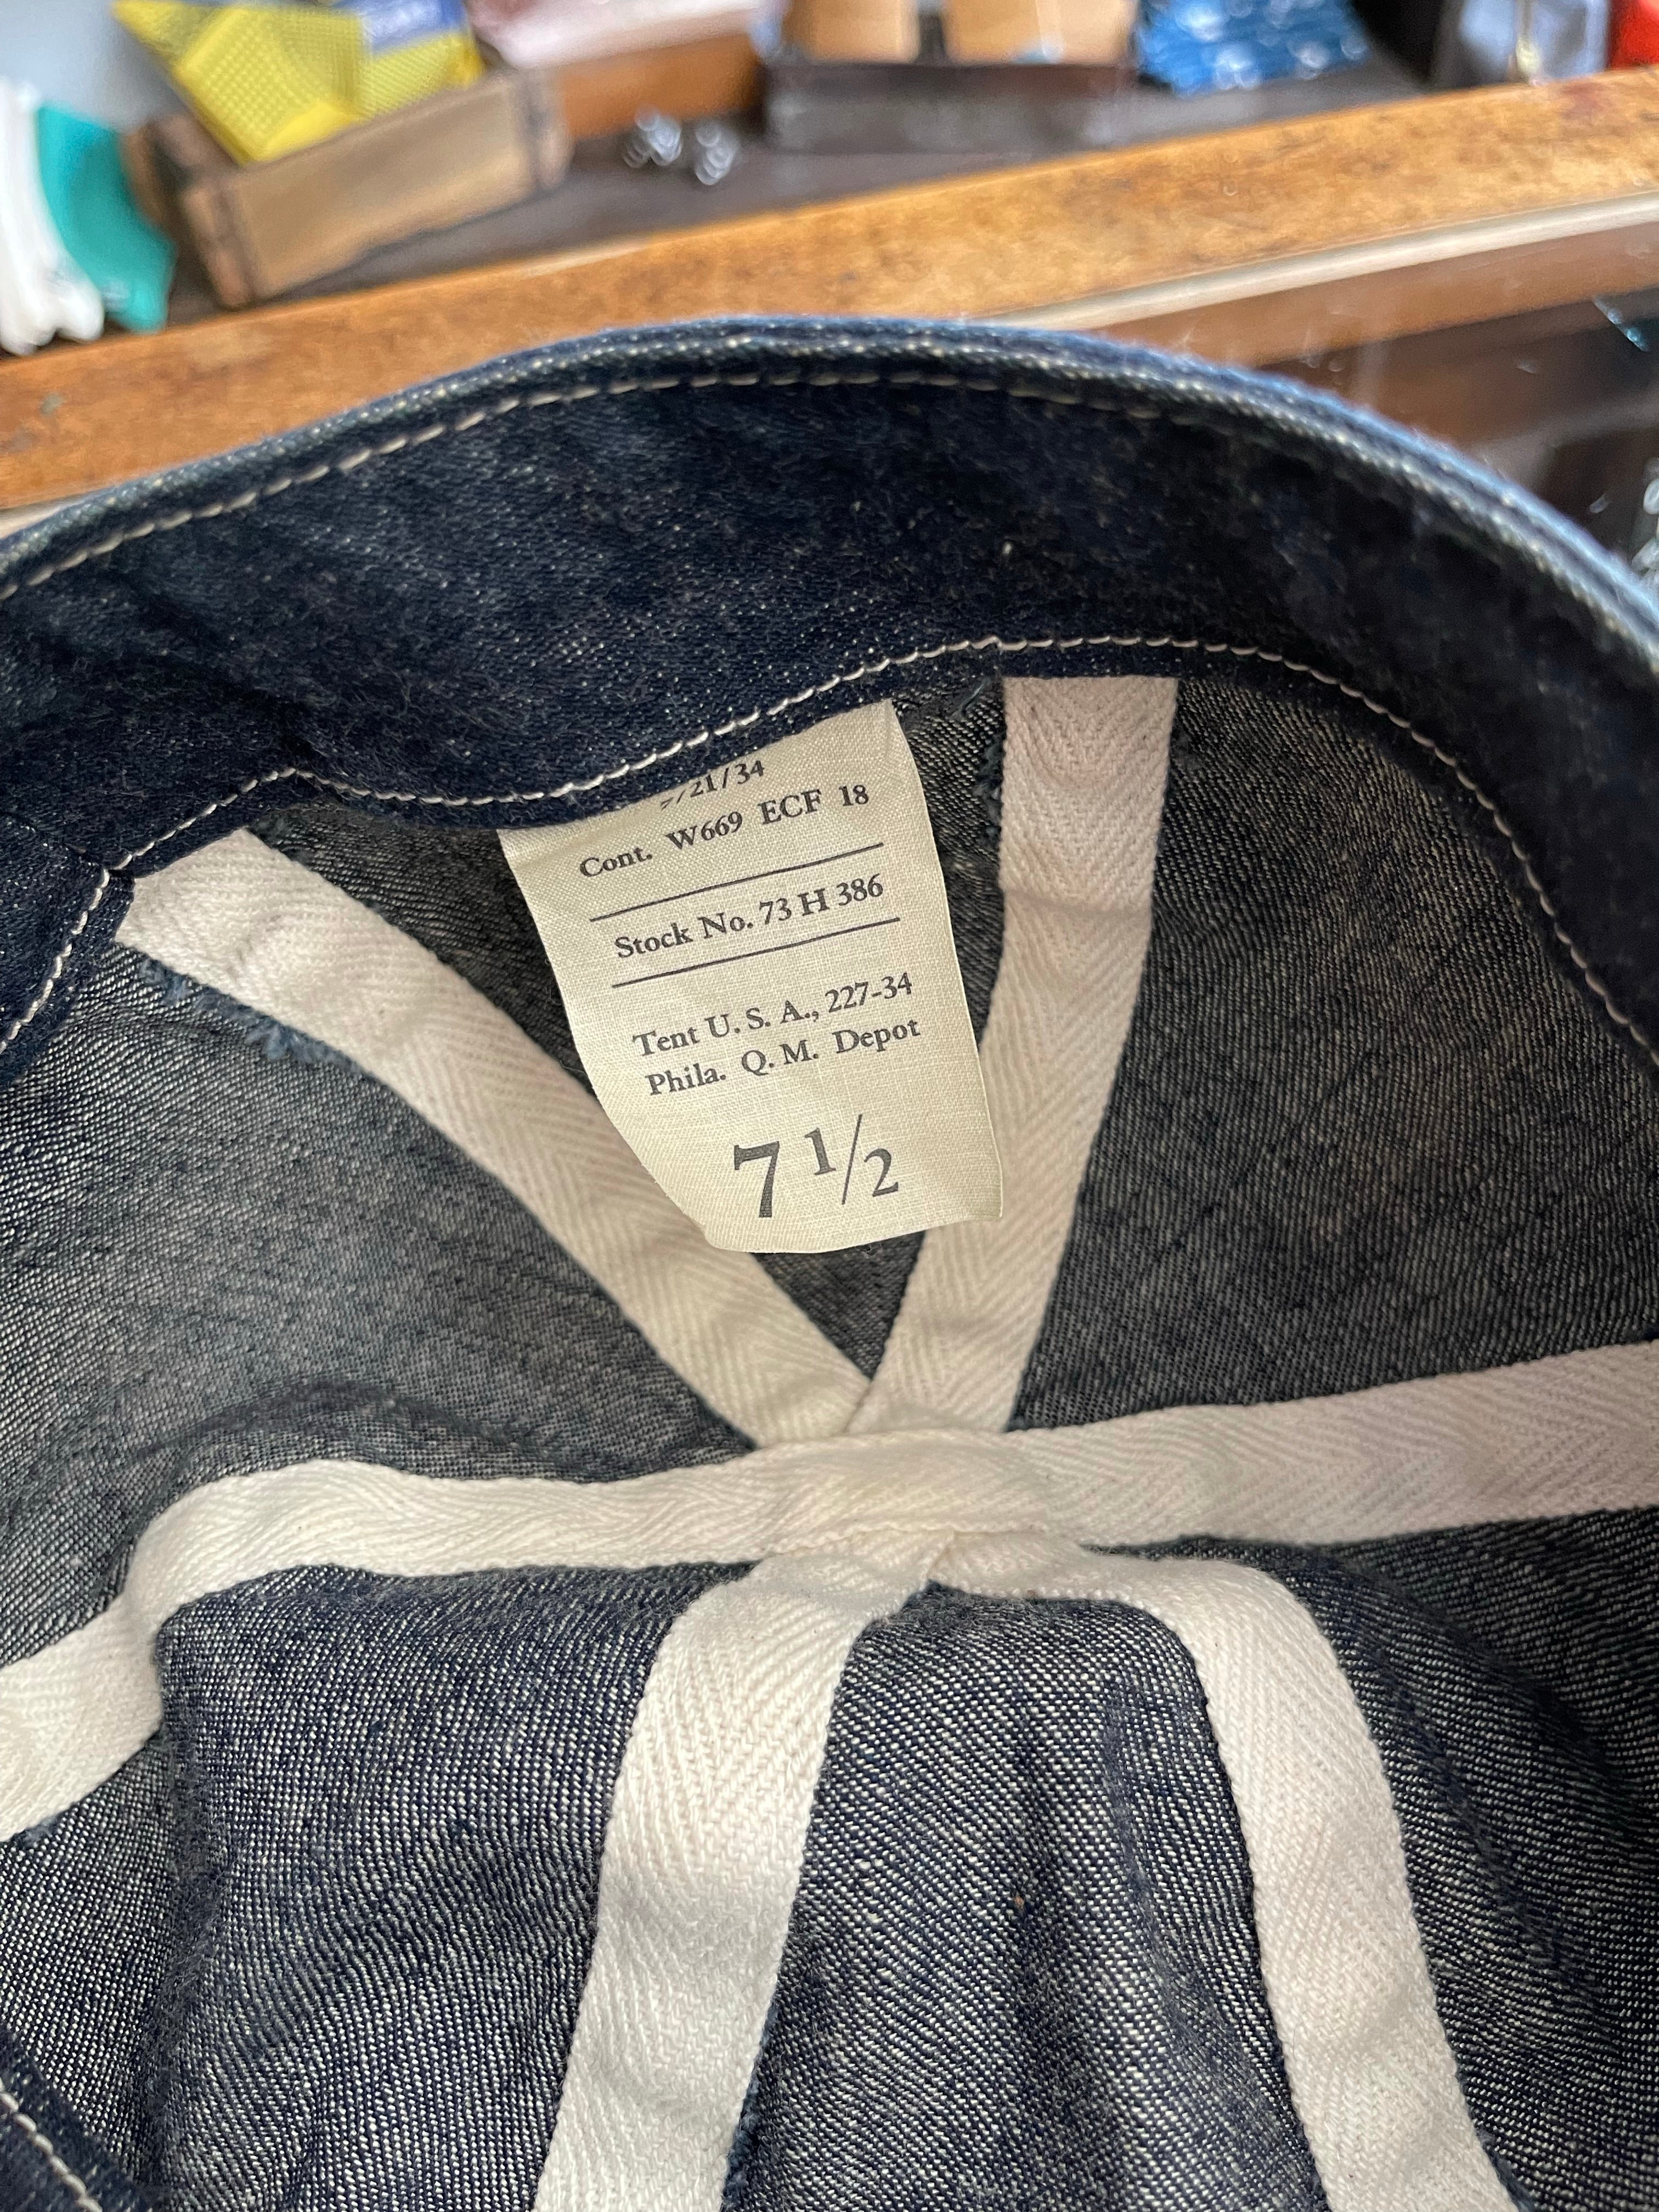 /21/34
Cont. W669 ECF 18
Stock No. 73 H 386
Tent U. S. A., 227-34
Phila. Q. M. Depot
7 1/2